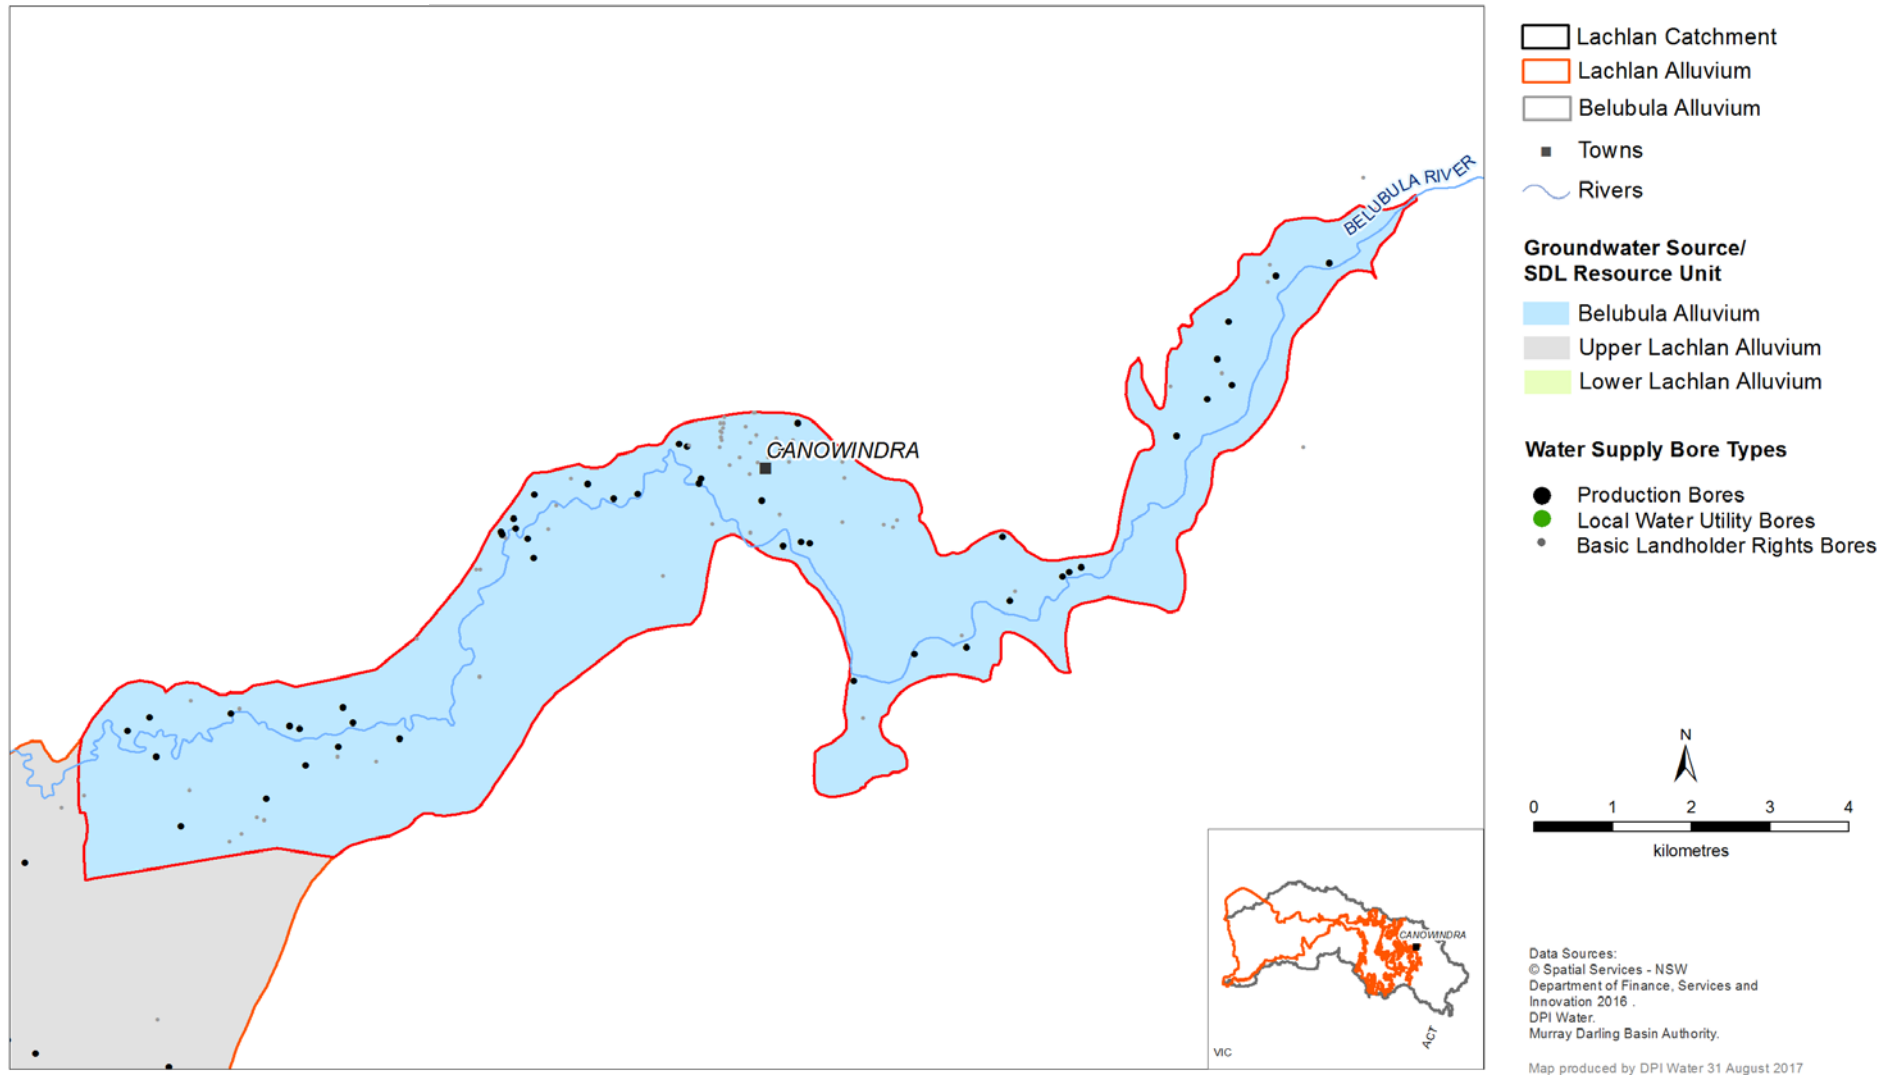 BELUBULA RIVER
CANOWINDRA
Lachlan Catchment
Lachlan Alluvium
Belubula Alluvium
Towns
Rivers
Groundwater Source/
SDL Resource Unit
Belubula Alluvium
Upper Lachlan Alluvium
Lower Lachlan Alluvium
Water Supply Bore Types
Production Bores
Local Water Utility Bores
Basic Landholder Rights Bores
N
0 1 2 3 4
kilometres
CANOWINDRA
ACT
VIC
Data Sources:
© Spatial Services - NSW
Department of Finance, Services and
Innovation 2016 .
DPI Water.
Murray Darling Basin Authority.
Map produced by DPI Water 31 August 2017